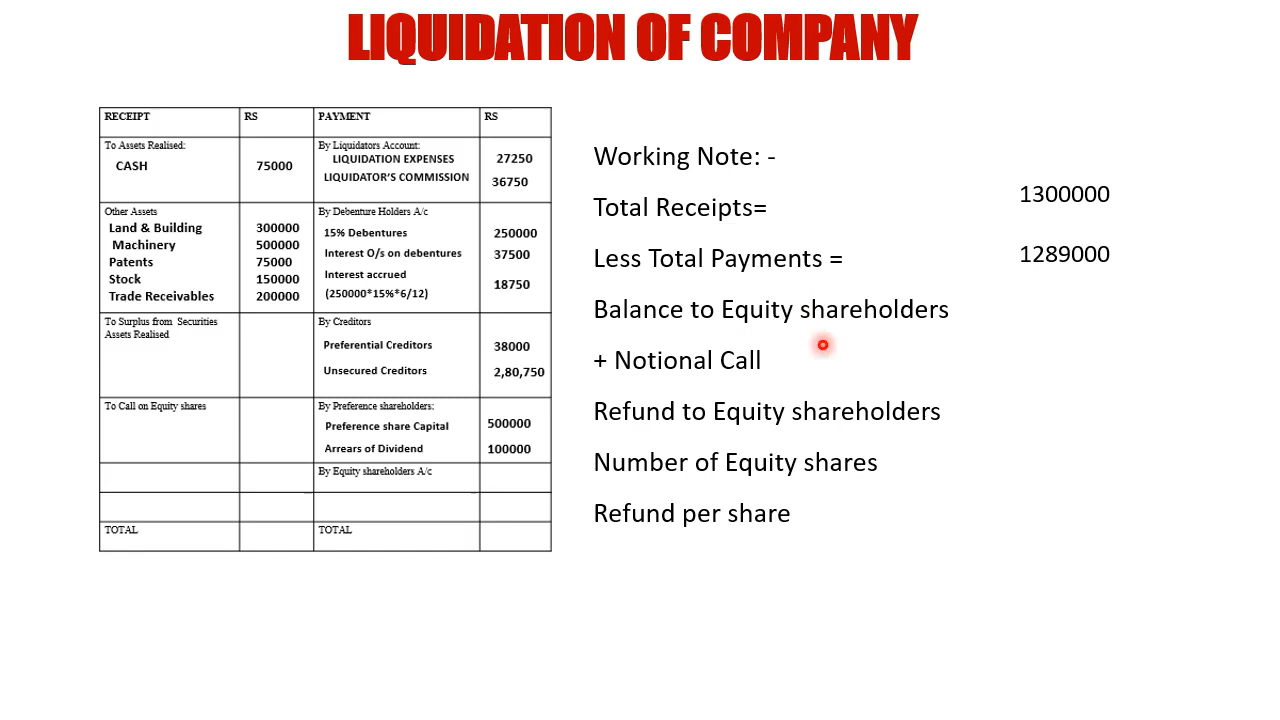 LIQUIDATION OF COMPANY
RECEIPT RS PAYMENT RS
To Assets Realised: By Liquidators Account:
CASH 75000 LIQUIDATION EXPENSES 27250
LIQUIDATOR'S COMMISSION 36750
Other Assets By Debenture Holders A/c
Land & Building 300000 15% Debentures 250000
Machinery 500000 Interest O/s on debentures 37500
Patents 75000 Interest accrued
Stock 150000 (250000*15%*6/12) 18750
Trade Receivables 200000
To Surplus from Securities By Creditors
Assets Realised
Preferential Creditors 38000
Unsecured Creditors 2,80,750
To Call on Equity shares By Preference shareholders:
Preference share Capital 500000
Arrears of Dividend 100000
By Equity shareholders A/c
TOTAL TOTAL
Working Note: -
Total Receipts= 1300000
Less Total Payments = 1289000
Balance to Equity shareholders
+ Notional Call
Refund to Equity shareholders
Number of Equity shares
Refund per share